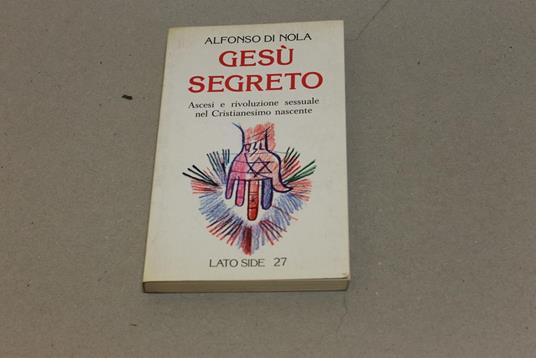 ALFONSO DI NOLA
GESÙ
SEGRETO
Ascesi e rivoluzione sessuale
nel Cristianesimo nascente
LATO SIDE 27